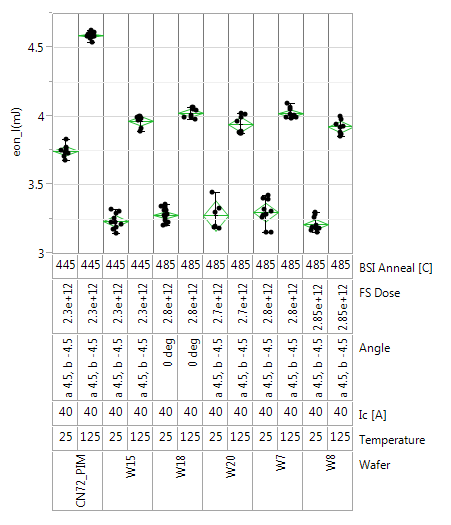 4.5
4
3.5
3
eon_I(ml)
445 445 445 445 485 485 485 485 485 485 485 485 BSI Anneal [C]
2.3e+12 2.3e+12 2.3e+12 2.3e+12 2.8e+12 2.8e+12 2.7e+12 2.7e+12 2.8e+12 2.8e+12 2.85e+12 2.85e+12 FS Dose
a 4.5, b -4.5 a 4.5, b -4.5 a 4.5, b -4.5 a 4.5, b -4.5 0 deg 0 deg a 4.5, b -4.5 a 4.5, b -4.5 a 4.5, b -4.5 a 4.5, b -4.5 a 4.5, b -4.5 a 4.5, b -4.5 Angle
40 40 40 40 40 40 40 40 40 40 40 40 Ic [A]
25 125 25 125 25 125 25 125 25 125 25 125 Temperature
CN72_PIM W15 W18 W20 W7 W8 Wafer